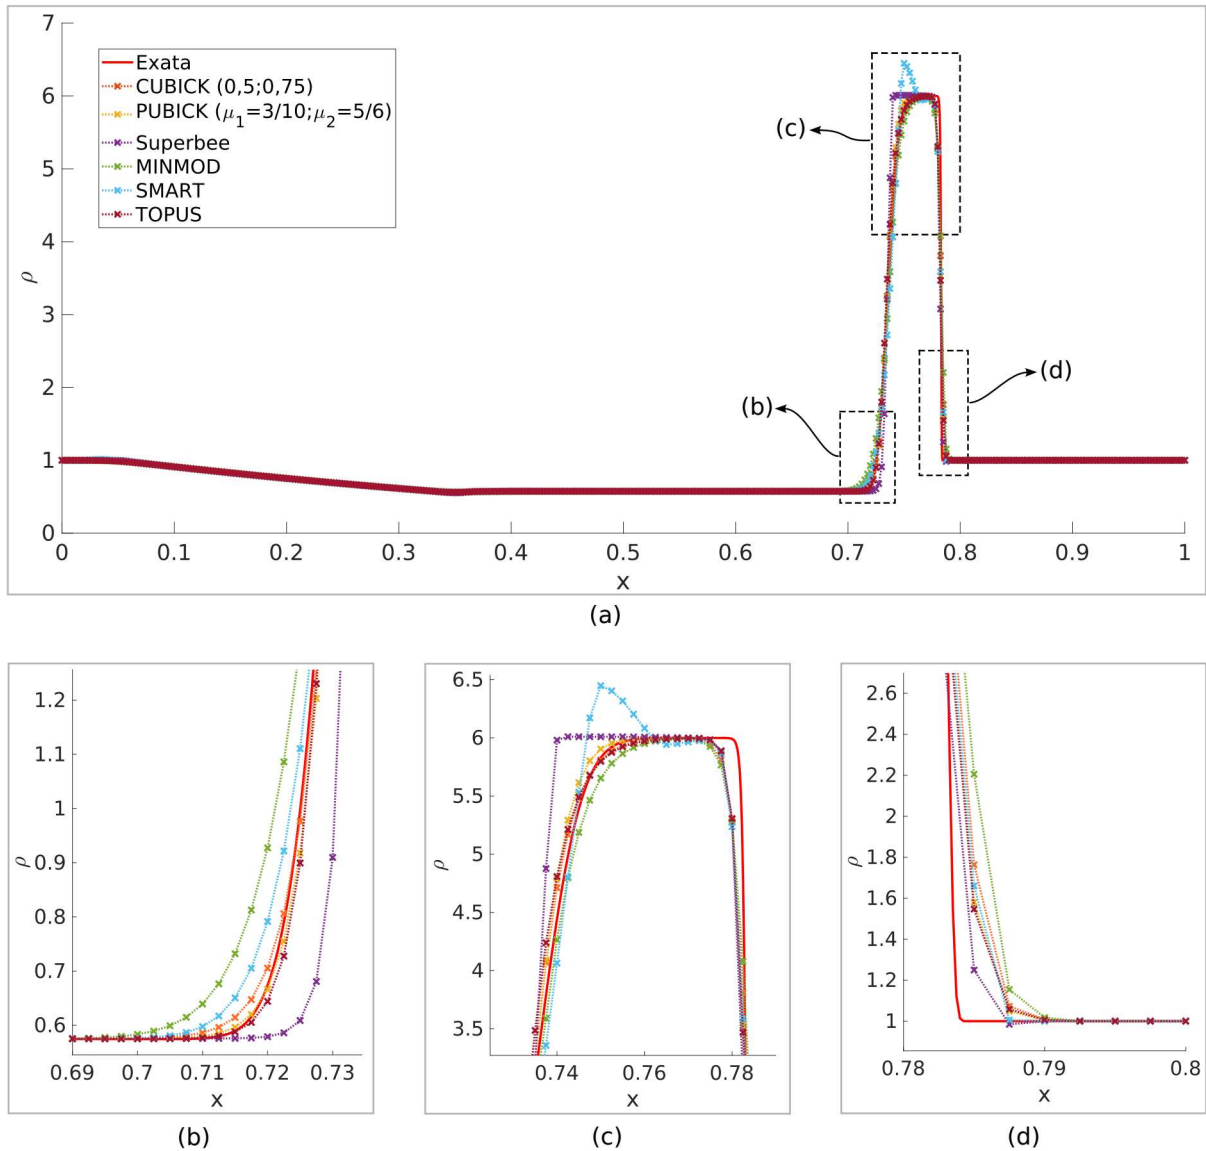 7
6
5
4
3
2
1
0
ρ
Exata
CUBICK (0,5;0,75)
PUBICK (μ1=3/10;μ2=5/6)
Superbee
MINMOD
SMART
TOPUS
(c)
(b)
(d)
0 0.1 0.2 0.3 0.4 0.5 0.6 0.7 0.8 0.9 1
x
(a)
1.2
1.1
1
0.9
0.8
0.7
0.6
ρ
0.69 0.7 0.71 0.72 0.73
x
(b)
6.5
6
5.5
5
4.5
4
3.5
ρ
0.74 0.76 0.78
x
(c)
2.6
2.4
2.2
2
1.8
1.6
1.4
1.2
1
ρ
0.78 0.79 0.8
x
(d)